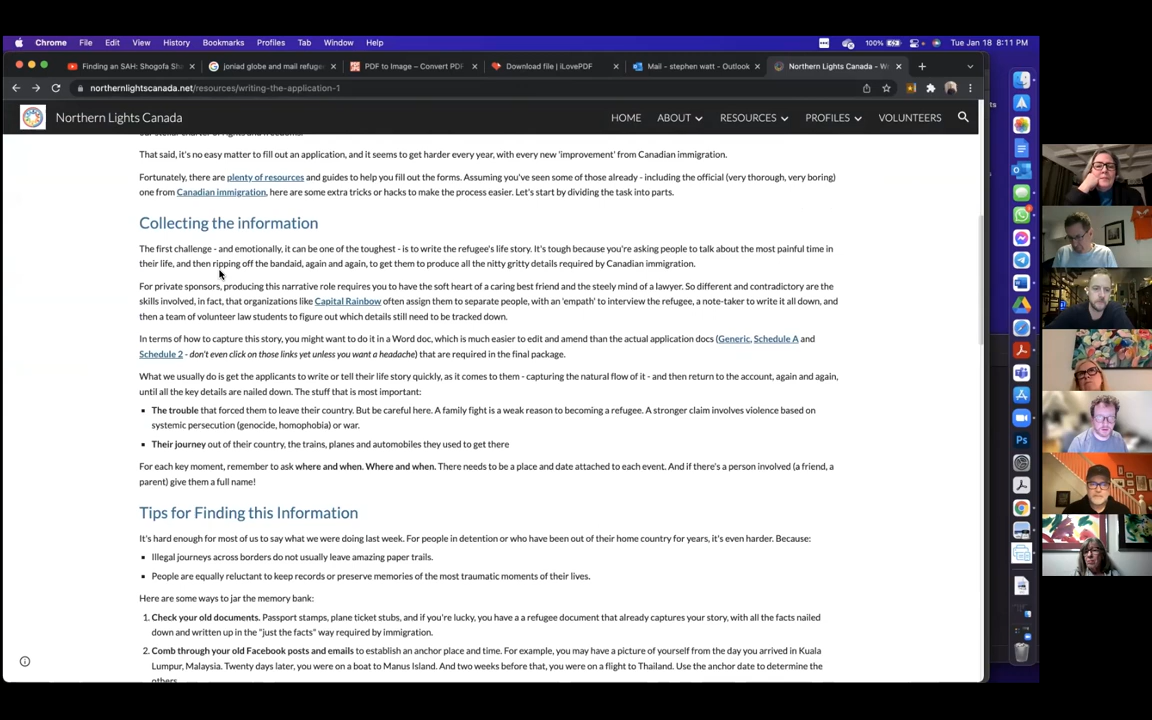 Chrome File Edit View History Bookmarks Profiles Tab Window Help 100% Tue Jan 18 8:11 PM
Finding an SAH: Shogofa Sh
joniad globe and mail refuge
PDF to Image – Convert PDF
Download file | iLovePDF
Mail - stephen watt - Outlook
Northern Lights Canada - W
northernlightscanada.net/resources/writing-the-application-1
Northern Lights Canada HOME ABOUT RESOURCES PROFILES VOLUNTEERS
That said, it's no easy matter to fill out an application, and it seems to get harder every year, with every new 'improvement' from Canadian immigration.
Fortunately, there are plenty of resources and guides to help you fill out the forms. Assuming you've seen some of those already - including the official (very thorough, very boring)
one from Canadian immigration, here are some extra tricks or hacks to make the process easier. Let's start by dividing the task into parts.
Collecting the information
The first challenge - and emotionally, it can be one of the toughest - is to write the refugee's life story. It's tough because you're asking people to talk about the most painful time in
their life, and then ripping off the bandaid, again and again, to get them to produce all the nitty gritty details required by Canadian immigration.
For private sponsors, producing this narrative role requires you to have the soft heart of a caring best friend and the steely mind of a lawyer. So different and contradictory are the
skills involved, in fact, that organizations like Capital Rainbow often assign them to separate people, with an 'empath' to interview the refugee, a note-taker to write it all down, and
then a team of volunteer law students to figure out which details still need to be tracked down.
In terms of how to capture this story, you might want to do it in a Word doc, which is much easier to edit and amend than the actual application docs (Generic, Schedule A and
Schedule 2 - don't even click on those links yet unless you want a headache) that are required in the final package.
What we usually do is get the applicants to write or tell their life story quickly, as it comes to them - capturing the natural flow of it - and then return to the account, again and again,
until all the key details are nailed down. The stuff that is most important:
▪ The trouble that forced them to leave their country. But be careful here. A family fight is a weak reason to becoming a refugee. A stronger claim involves violence based on
systemic persecution (genocide, homophobia) or war.
▪ Their journey out of their country, the trains, planes and automobiles they used to get there
For each key moment, remember to ask where and when. Where and when. There needs to be a place and date attached to each event. And if there's a person involved (a friend, a
parent) give them a full name!
Tips for Finding this Information
It's hard enough for most of us to say what we were doing last week. For people in detention or who have been out of their home country for years, it's even harder. Because:
▪ Illegal journeys across borders do not usually leave amazing paper trails.
▪ People are equally reluctant to keep records or preserve memories of the most traumatic moments of their lives.
Here are some ways to jar the memory bank:
1. Check your old documents. Passport stamps, plane ticket stubs, and if you're lucky, you have a a refugee document that already captures your story, with all the facts nailed
down and written up in the "just the facts" way required by immigration.
2. Comb through your old Facebook posts and emails to establish an anchor place and time. For example, you may have a picture of yourself from the day you arrived in Kuala
Lumpur, Malaysia. Twenty days later, you were on a boat to Manus Island. And two weeks before that, you were on a flight to Thailand. Use the anchor date to determine the
others.